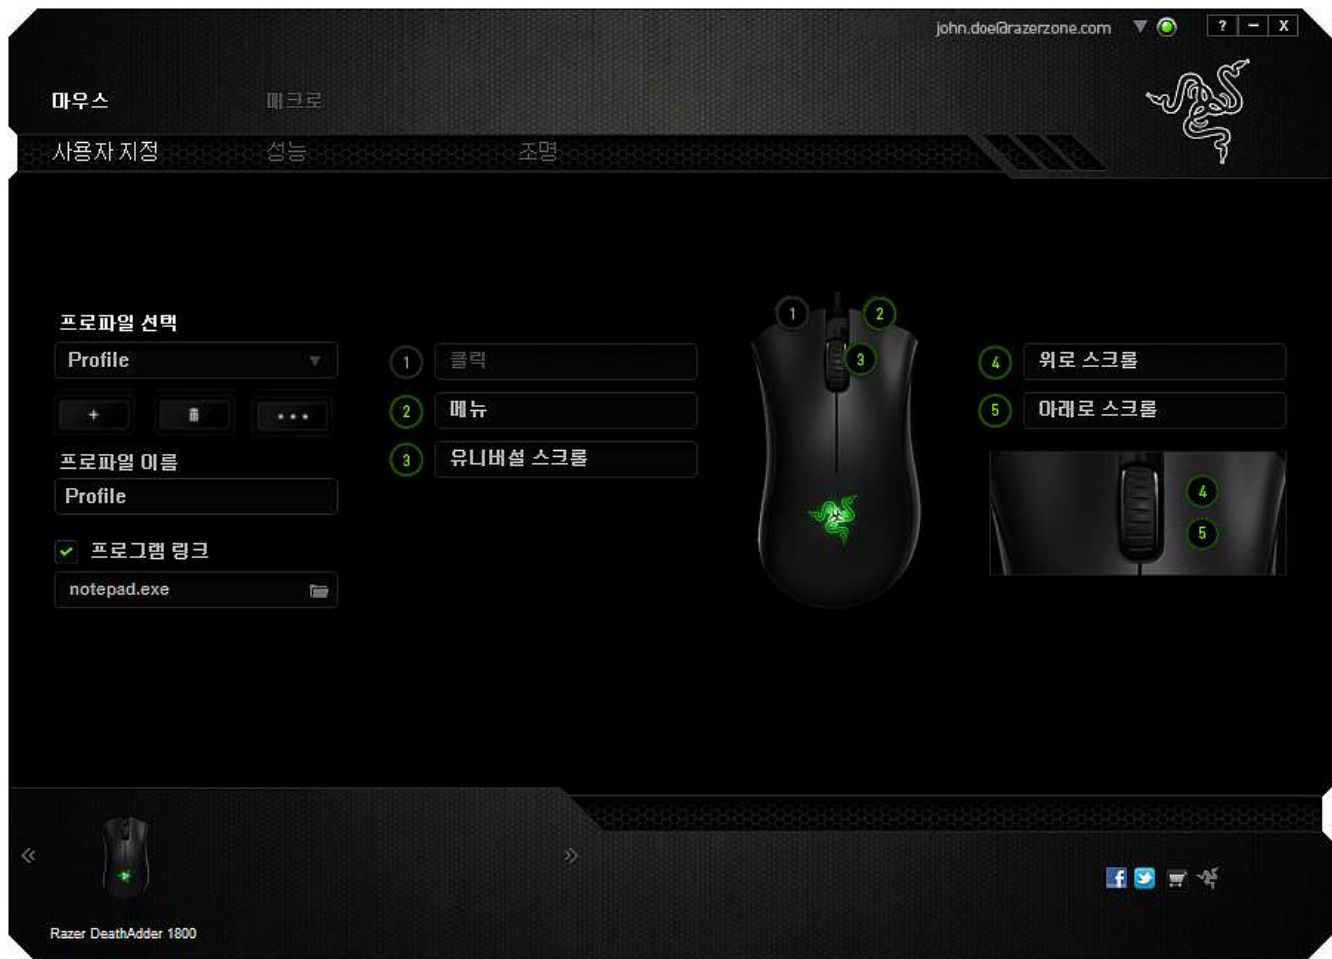 john.doe@razerzone.com
? – X
마우스 매크로
사용자 지정 성능 조명
프로파일 선택
Profile
+ •••
프로파일 이름
Profile
프로그램 링크
notepad.exe
1 클릭
2 메뉴
3 유니버설 스크롤
1 2
3
4 위로 스크롤
5 아래로 스크롤
4
5
Razer DeathAdder 1800